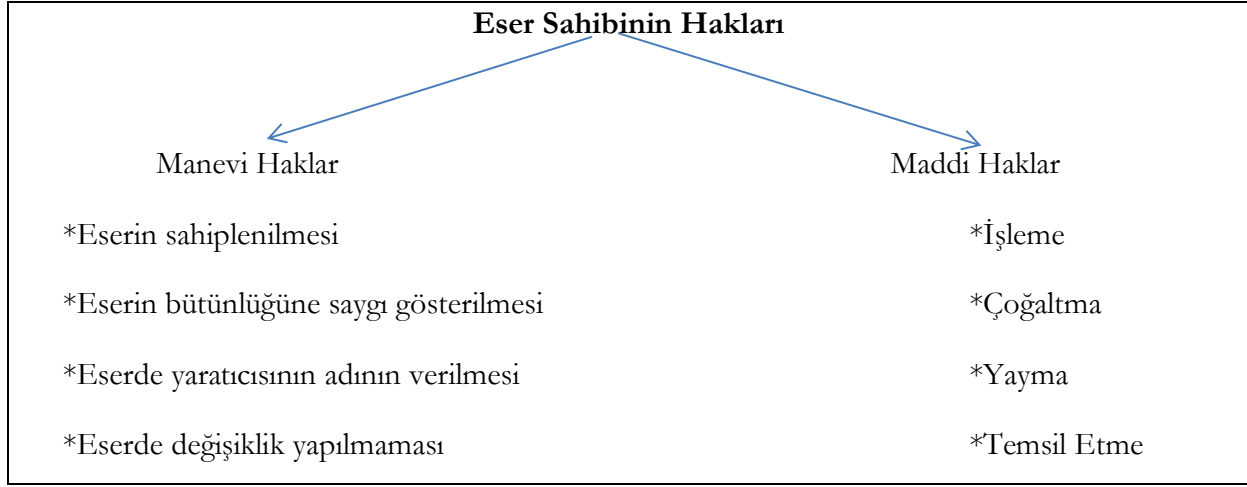 Eser Sahibinin Hakları
Manevi Haklar Maddi Haklar
*Eserin sahiplenilmesi *İşleme
*Eserin bütünlüğüne saygı gösterilmesi *Çoğaltma
*Eserde yaratıcısının adının verilmesi *Yayma
*Eserde değişiklik yapılmaması *Temsil Etme